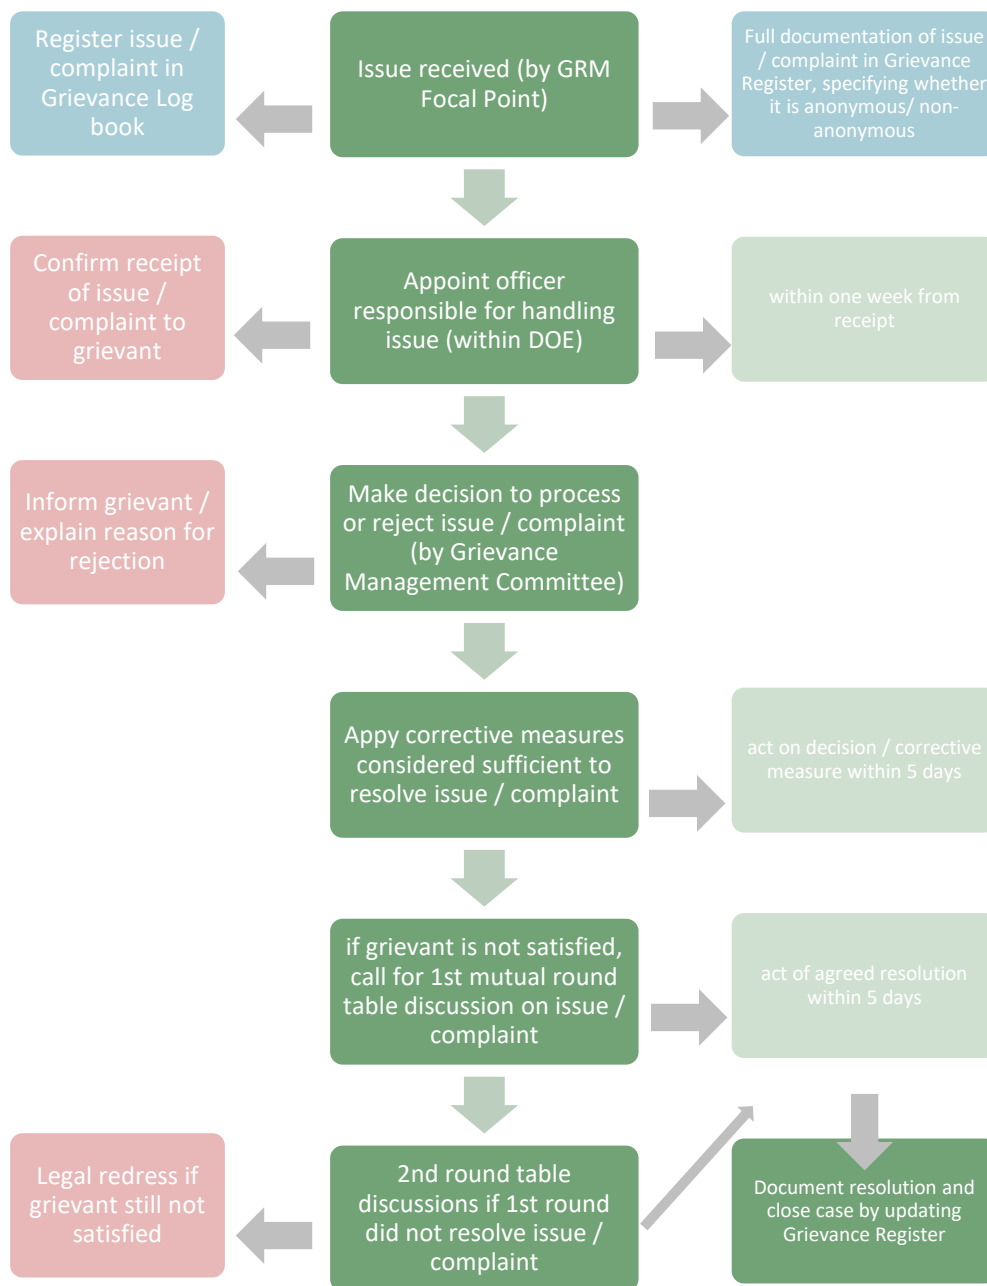 Register issue /
complaint in
Grievance Log
book
Issue received (by GRM
Focal Point)
Full documentation of issue
/ complaint in Grievance
Register, specifying whether
it is anonymous/ non-
anonymous
Confirm receipt
of issue /
complaint to
grievant
Appoint officer
responsible for handling
issue (within DOE)
within one week from
receipt
Inform grievant /
explain reason for
rejection
Make decision to process
or reject issue / complaint
(by Grievance
Management Committee)
Appy corrective measures
considered sufficient to
resolve issue / complaint
act on decision / corrective
measure within 5 days
if grievant is not satisfied,
call for 1st mutual round
table discussion on issue /
complaint
act of agreed resolution
within 5 days
Legal redress if
grievant still not
satisfied
2nd round table
discussions if 1st round
did not resolve issue /
complaint
Document resolution and
close case by updating
Grievance Register